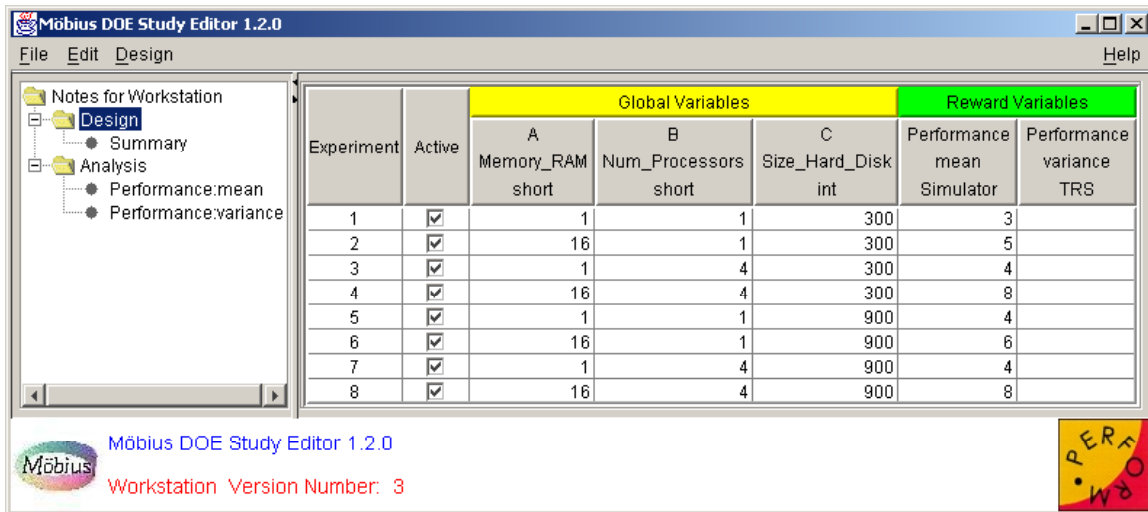 Möbius DOE Study Editor 1.2.0
File Edit Design Help
Notes for Workstation
Design
Summary
Analysis
Performance:mean
Performance:variance
Global Variables Reward Variables
Experiment Active A B C Performance Performance
Memory_RAM Num_Processors Size_Hard_Disk mean variance
short short int Simulator TRS
1 1 1 300 3
2 16 1 300 5
3 1 4 300 4
4 16 4 300 8
5 1 1 900 4
6 16 1 900 6
7 1 4 900 4
8 16 4 900 8
Möbius
Möbius DOE Study Editor 1.2.0
Workstation Version Number: 3
PERFORM